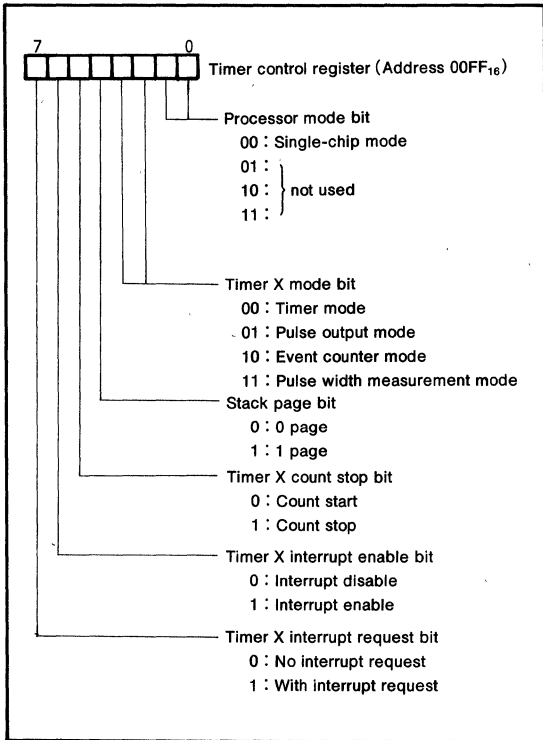 7 0
Timer control register (Address 00FF₁₆)
Processor mode bit
00 : Single-chip mode
01 :
10 : not used
11 :
Timer X mode bit
00 : Timer mode
01 : Pulse output mode
10 : Event counter mode
11 : Pulse width measurement mode
Stack page bit
0 : 0 page
1 : 1 page
Timer X count stop bit
0 : Count start
1 : Count stop
Timer X interrupt enable bit
0 : Interrupt disable
1 : Interrupt enable
Timer X interrupt request bit
0 : No interrupt request
1 : With interrupt request